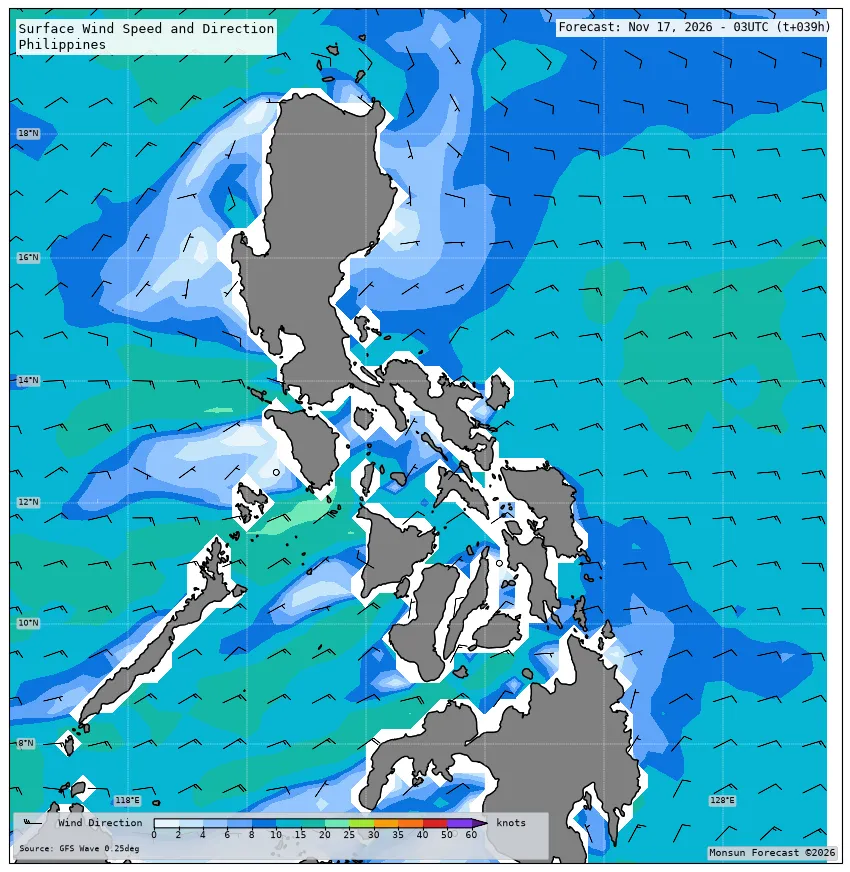 Surface Wind Speed and Direction
Philippines
Forecast: Nov 17, 2026 - 03UTC (t+039h)
18°N
16°N
14°N
12°N
10°N
8°N
118°E
128°E
Wind Direction
0 2 4 6 8 10 15 20 25 30 35 40 50 60 knots
Source: GFS Wave 0.25deg
Monsun Forecast ©2026